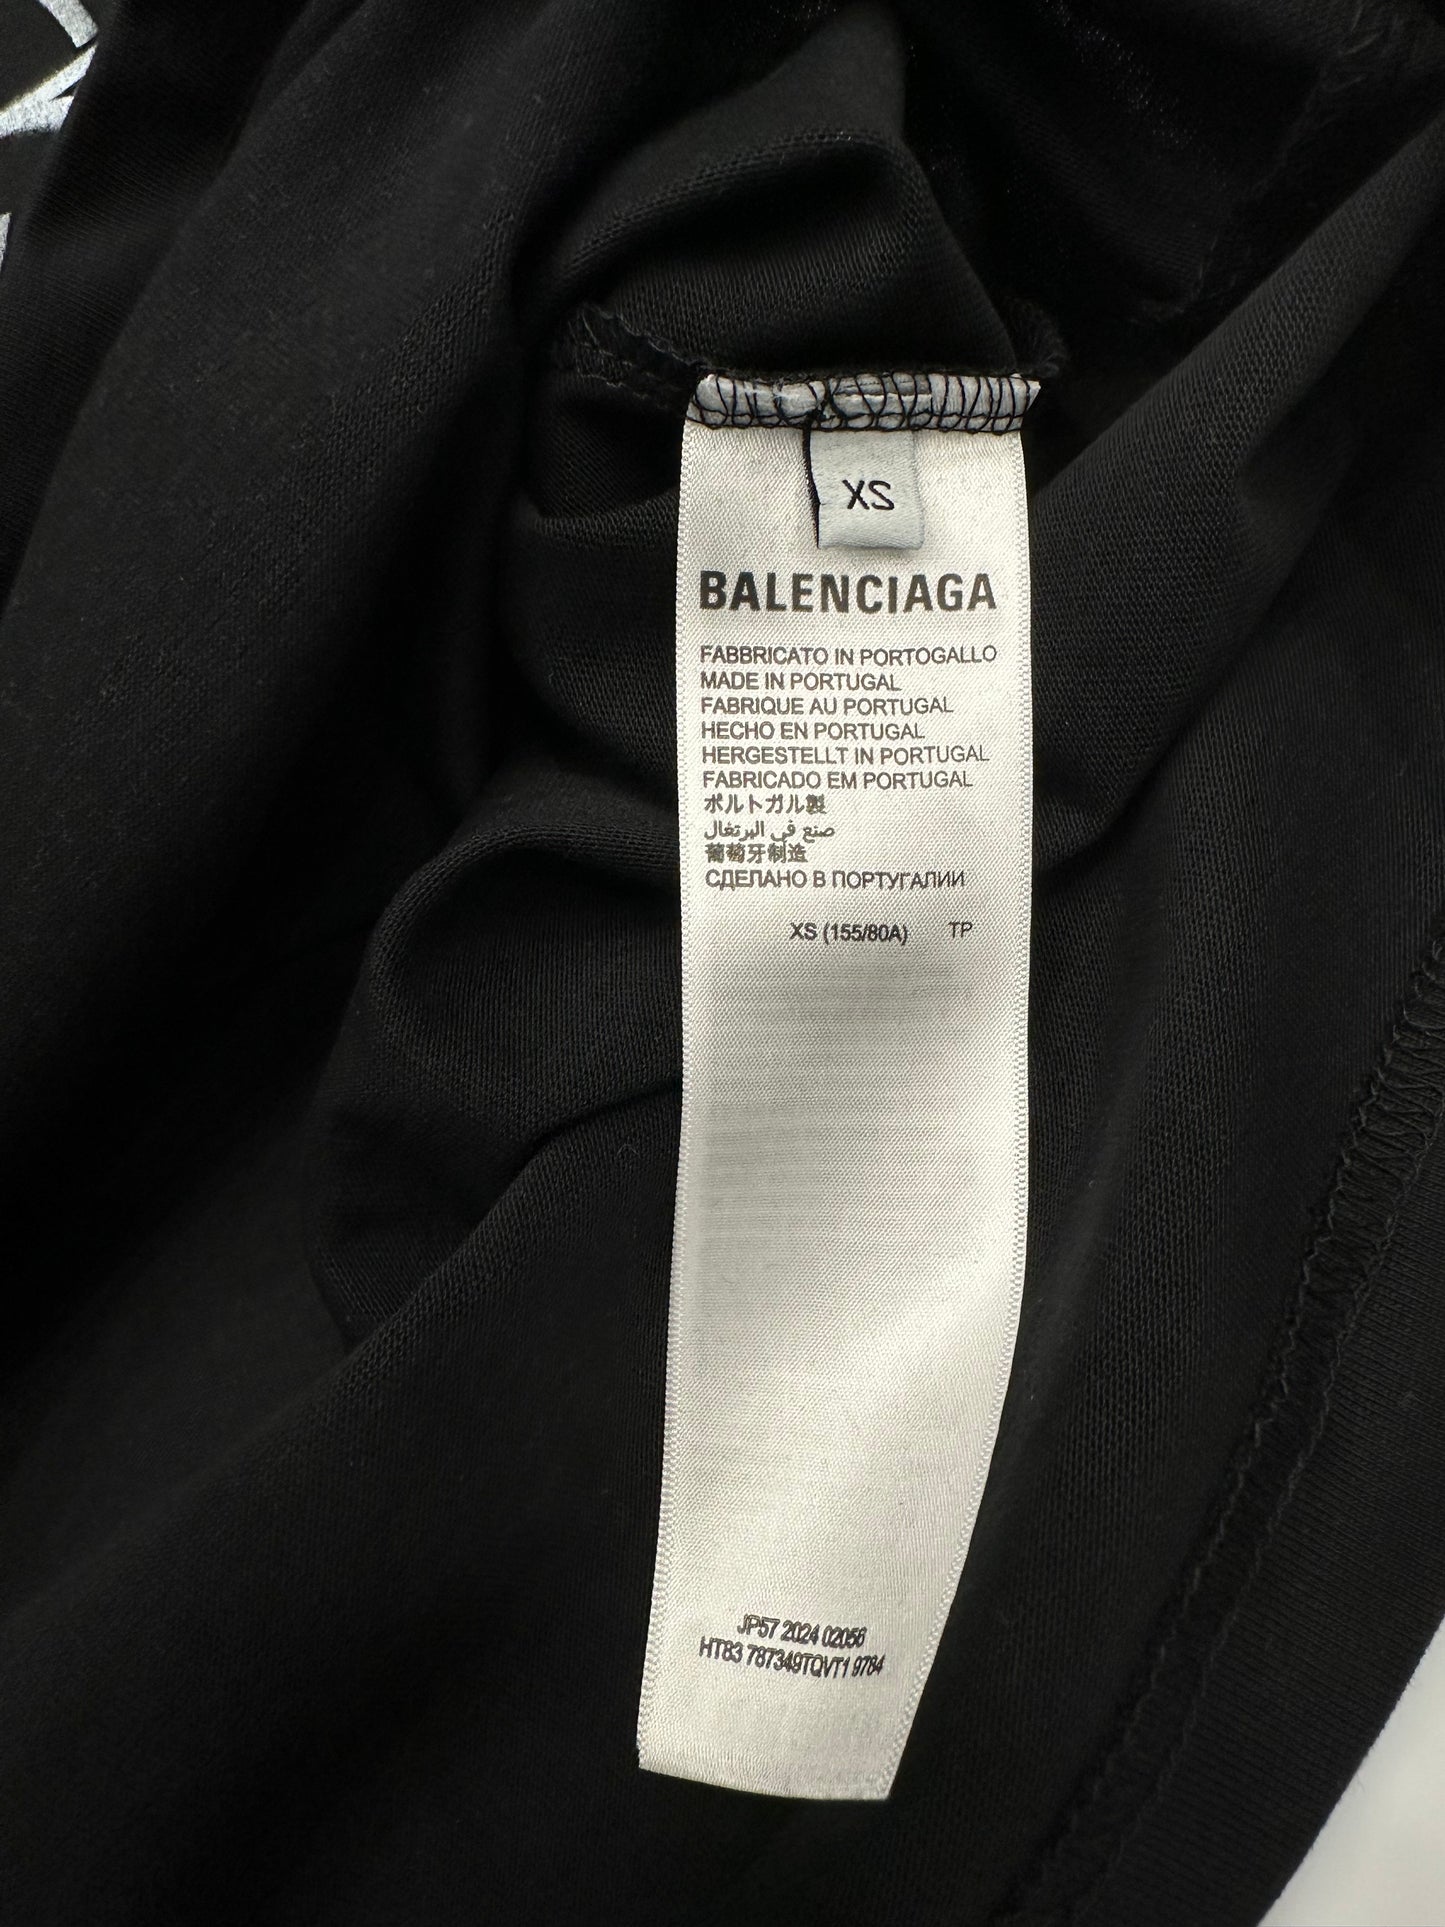 XS
BALENCIAGA
FABBRICATO IN PORTOGALLO
MADE IN PORTUGAL
FABRIQUE AU PORTUGAL
HECHO EN PORTUGAL
HERGESTELLT IN PORTUGAL
FABRICADO EM PORTUGAL
ポルトガル製
صنع في البرتغال
葡萄牙制造
СДЕЛАНО В ПОРТУГАЛИИ
XS (155/80A) TP
JP57 2024 02056
HT83 787349TQVT1 9784